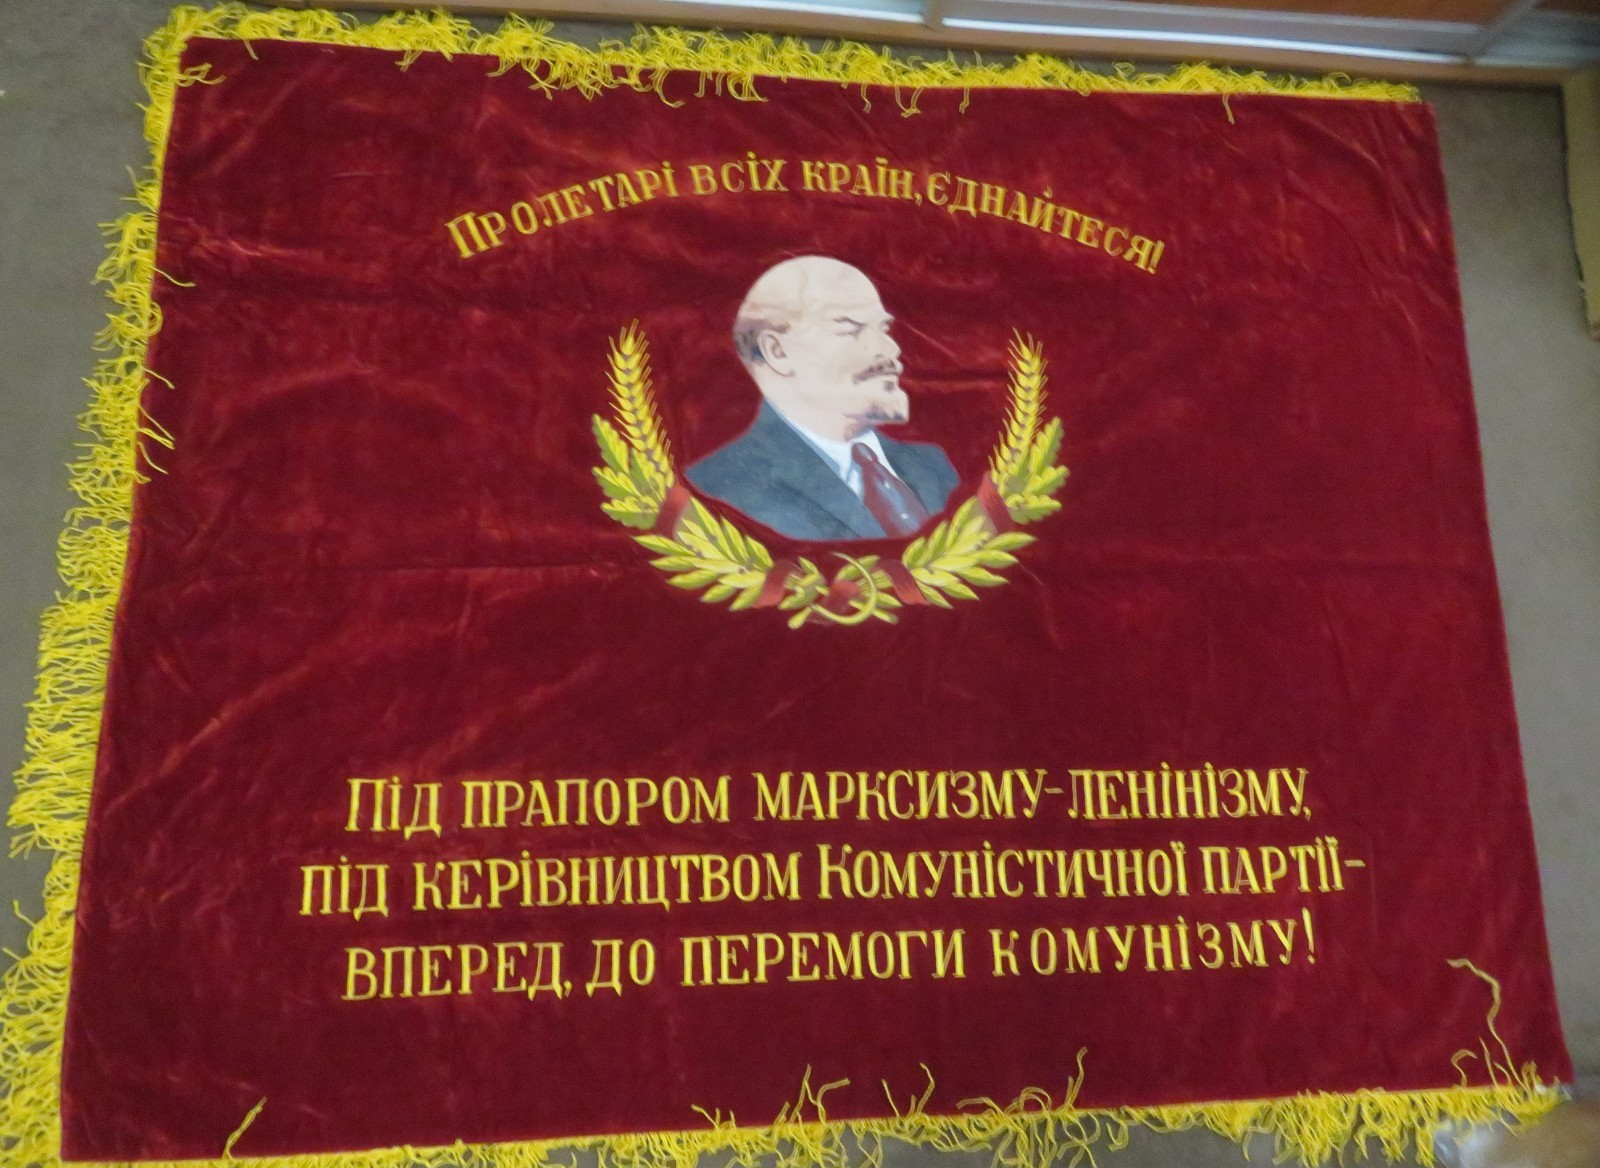 Пролетарі всіх країн, єднайтеся!
Під прапором марксизму-ленінізму,
під керівництвом Комуністичної партії-
вперед, до перемоги комунізму!